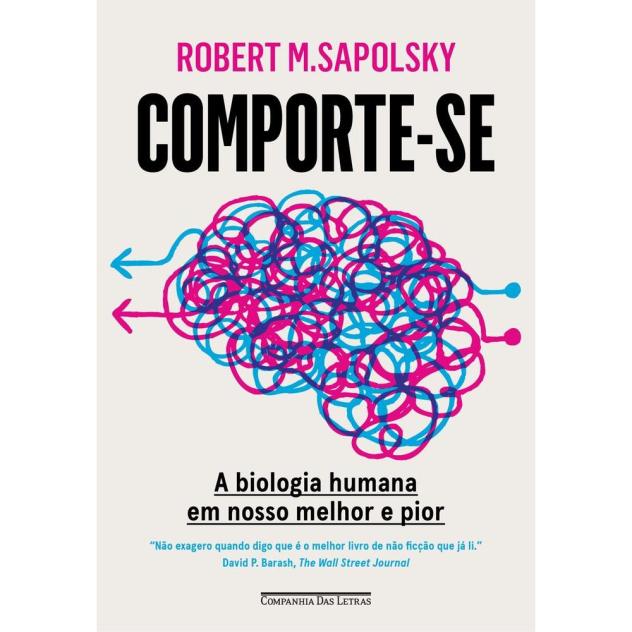 ROBERT M.SAPOLSKY
COMPORTE-SE
A biologia humana
em nosso melhor e pior
“Não exagero quando digo que é o melhor livro de não ficção que já li.”
David P. Barash, The Wall Street Journal
COMPANHIA DAS LETRAS